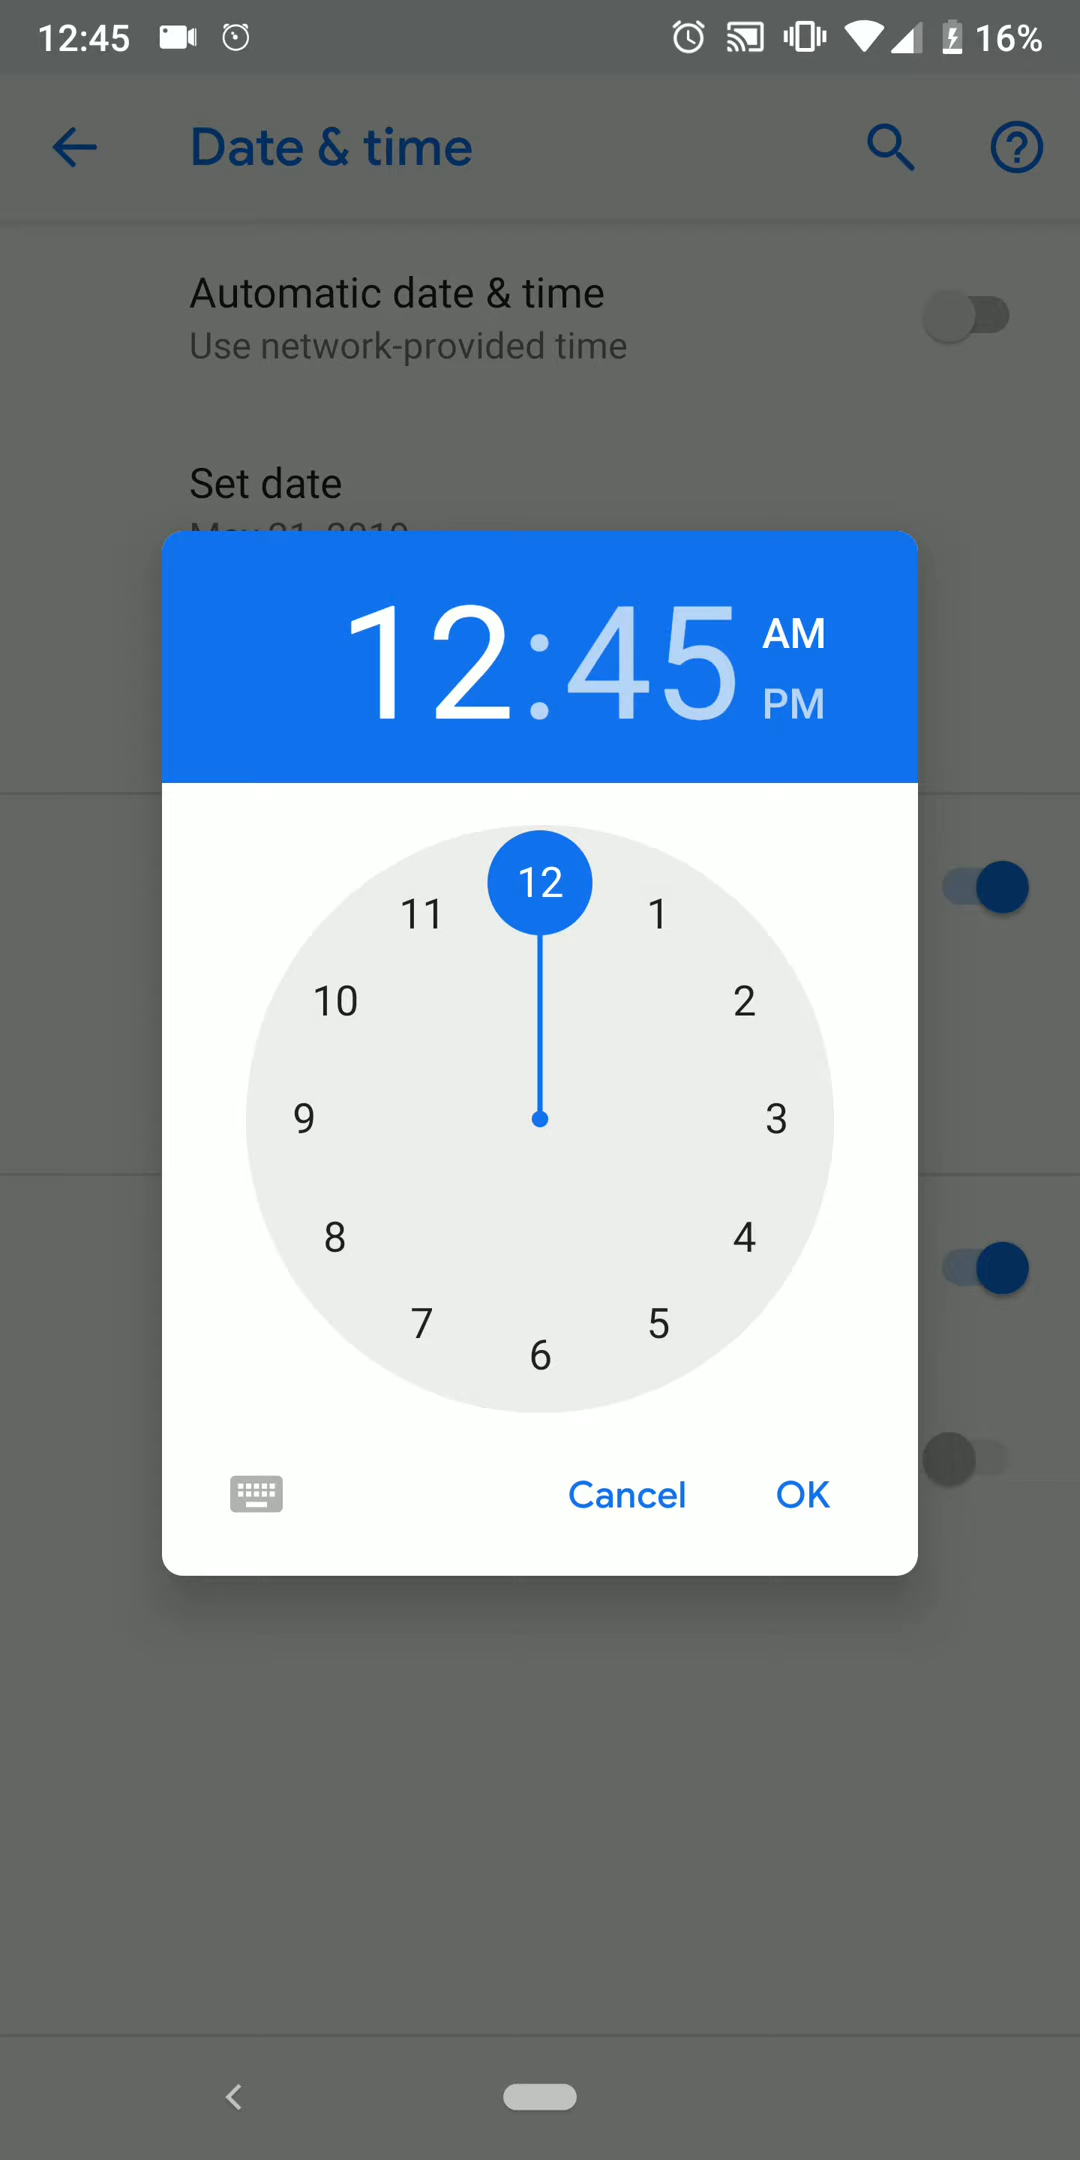 12:45 16%
Date & time
Automatic date & time
Use network-provided time
Set date
12:45 AM
PM
12
11 1
10 2
9 3
8 4
7 5
6
Cancel OK